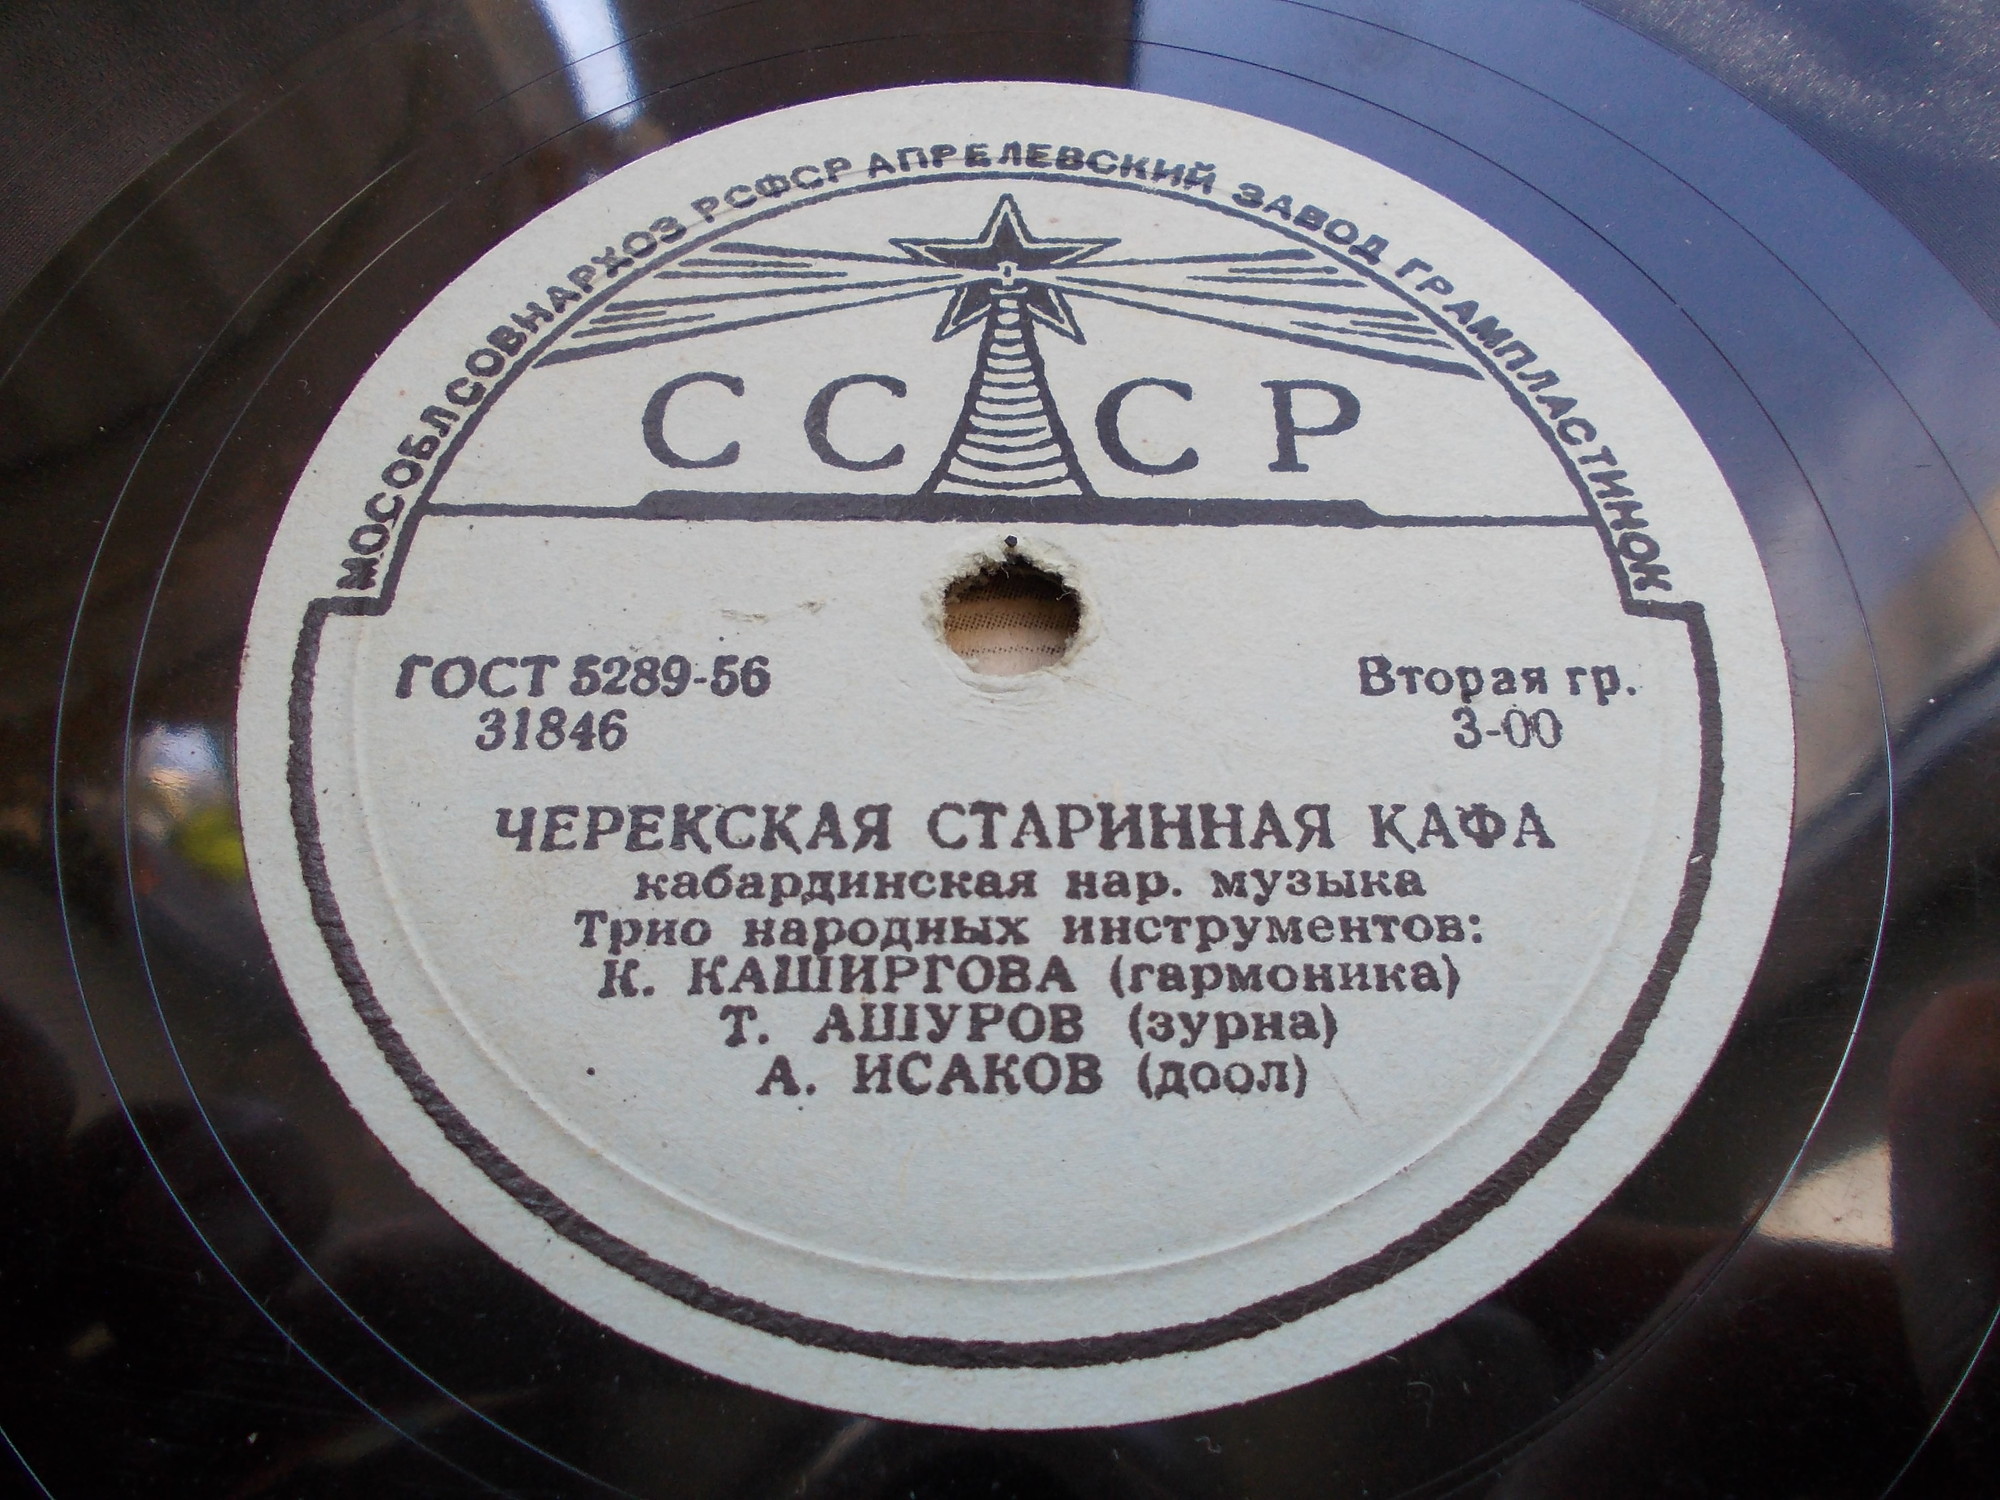 МОСОБЛСОВНАРХОЗ РСФСР АПРЕЛЕВСКИЙ ЗАВОД ГРАМПЛАСТИНОК
СССР
ГОСТ 5289-56
31846
Вторая гр.
3-00
ЧЕРЕКСКАЯ СТАРИННАЯ КАФА
кабардинская нар. музыка
Трио народных инструментов:
К. КАШИРГОВА (гармоника)
Т. АШУРОВ (зурна)
А. ИСАКОВ (доол)